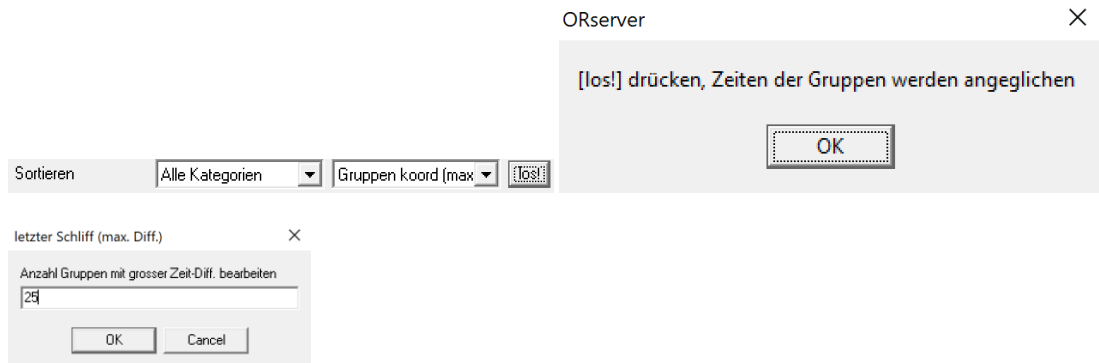 ORserver
[los!] drücken, Zeiten der Gruppen werden angeglichen
OK
Sortieren Alle Kategorien Gruppen koord (max los!
letzter Schliff (max. Diff.)
Anzahl Gruppen mit grosser Zeit-Diff. bearbeiten
25
OK Cancel